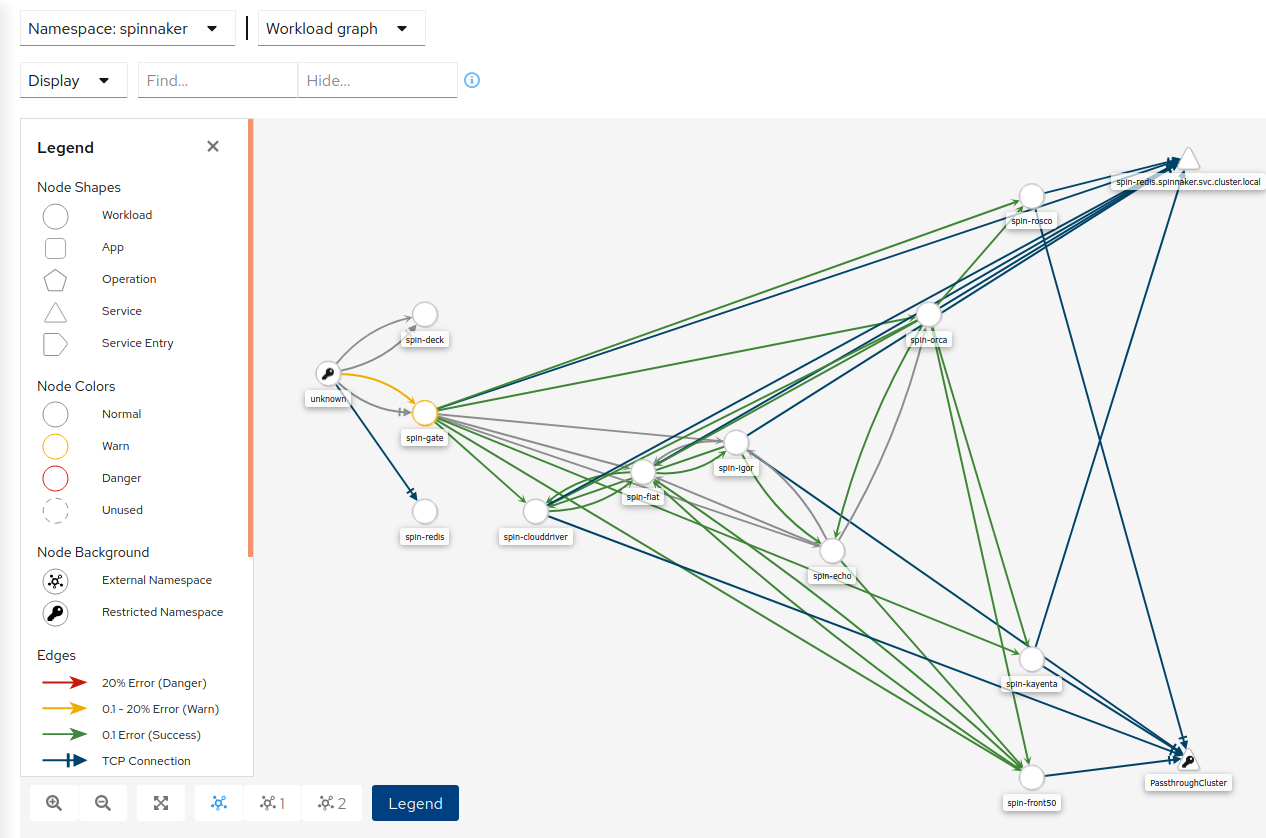 Namespace: spinnaker
Workload graph
Display
Find...
Hide...
Legend
Node Shapes
Workload
App
Operation
Service
Service Entry
Node Colors
Normal
Warn
Danger
Unused
Node Background
External Namespace
Restricted Namespace
Edges
20% Error (Danger)
0.1 - 20% Error (Warn)
0.1 Error (Success)
TCP Connection
spin-redis.spinnaker.svc.cluster.local
spin-rosco
spin-deck
spin-orca
unknown
spin-gate
spin-igor
spin-fiat
spin-redis
spin-clouddriver
spin-echo
spin-kayenta
PassthroughCluster
spin-front50
1
2
Legend